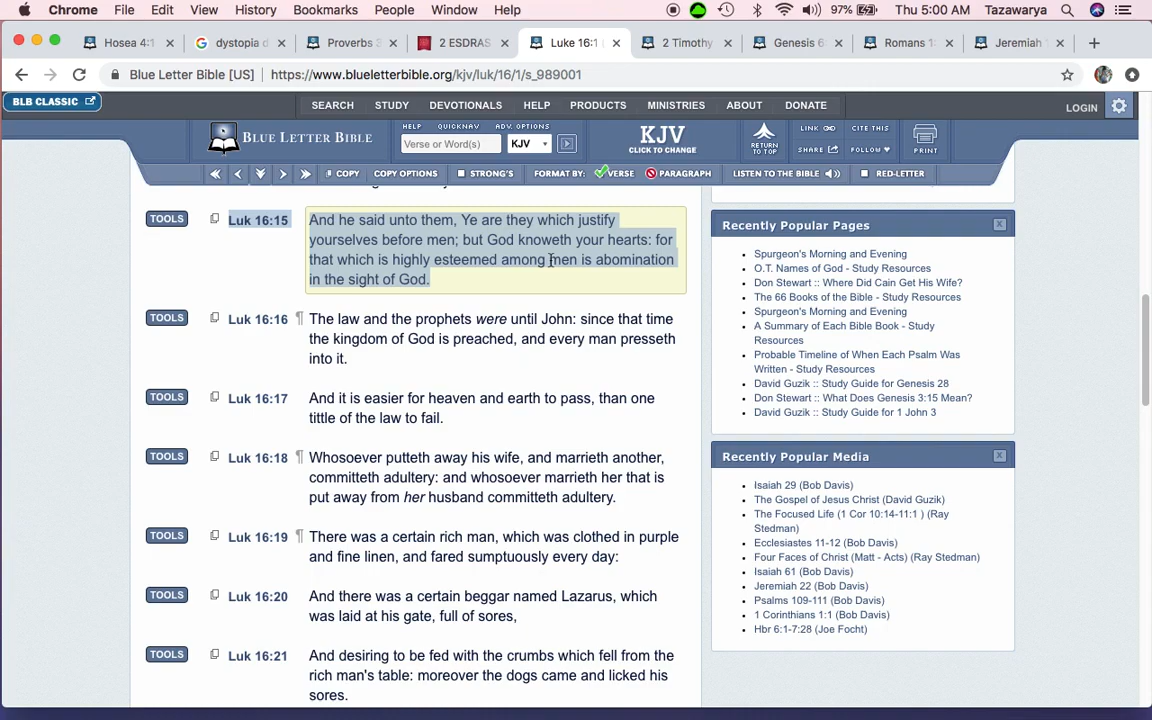 Chrome File Edit View History Bookmarks People Window Help 97% Thu 5:00 AM Tazawarya
Hosea 4:1 dystopia d Proverbs 3 2 ESDRAS Luke 16:1 ( 2 Timothy Genesis 6: Romans 1: Jeremiah 1
Blue Letter Bible [US] https://www.blueletterbible.org/kjv/luk/16/1/s_989001
BLB CLASSIC
SEARCH STUDY DEVOTIONALS HELP PRODUCTS MINISTRIES ABOUT DONATE LOGIN
BLUE LETTER BIBLE
HELP QUICKNAV ADV. OPTIONS
Verse or Word(s) KJV
KJV
CLICK TO CHANGE
RETURN
TO TOP
LINK CITE THIS
SHARE FOLLOW
PRINT
COPY COPY OPTIONS STRONG'S FORMAT BY: VERSE PARAGRAPH LISTEN TO THE BIBLE RED-LETTER
TOOLS Luk 16:15 And he said unto them, Ye are they which justify
yourselves before men; but God knoweth your hearts: for
that which is highly esteemed among men is abomination
in the sight of God.
TOOLS Luk 16:16 ¶ The law and the prophets were until John: since that time
the kingdom of God is preached, and every man presseth
into it.
TOOLS Luk 16:17 And it is easier for heaven and earth to pass, than one
tittle of the law to fail.
TOOLS Luk 16:18 ¶ Whosoever putteth away his wife, and marrieth another,
committeth adultery: and whosoever marrieth her that is
put away from her husband committeth adultery.
TOOLS Luk 16:19 ¶ There was a certain rich man, which was clothed in purple
and fine linen, and fared sumptuously every day:
TOOLS Luk 16:20 And there was a certain beggar named Lazarus, which
was laid at his gate, full of sores,
TOOLS Luk 16:21 And desiring to be fed with the crumbs which fell from the
rich man's table: moreover the dogs came and licked his
sores.
Recently Popular Pages
Spurgeon's Morning and Evening
O.T. Names of God - Study Resources
Don Stewart :: Where Did Cain Get His Wife?
The 66 Books of the Bible - Study Resources
Spurgeon's Morning and Evening
A Summary of Each Bible Book - Study
Resources
Probable Timeline of When Each Psalm Was
Written - Study Resources
David Guzik :: Study Guide for Genesis 28
Don Stewart :: What Does Genesis 3:15 Mean?
David Guzik :: Study Guide for 1 John 3
Recently Popular Media
Isaiah 29 (Bob Davis)
The Gospel of Jesus Christ (David Guzik)
The Focused Life (1 Cor 10:14-11:1 ) (Ray
Stedman)
Ecclesiastes 11-12 (Bob Davis)
Four Faces of Christ (Matt - Acts) (Ray Stedman)
Isaiah 61 (Bob Davis)
Jeremiah 22 (Bob Davis)
Psalms 109-111 (Bob Davis)
1 Corinthians 1:1 (Bob Davis)
Hbr 6:1-7:28 (Joe Focht)